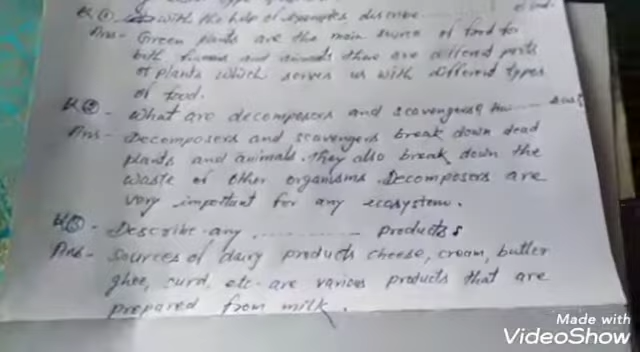 Q① - with the help of examples describe
Ans - Green plants are the main source of food for
both humans and animals there are different parts
of plants which serves us with different types
of food.
Q② - What are decomposers and scavengers
Ans - Decomposers and scavengers break down dead
plants and animals. they also break down the
waste of other organisms. Decomposers are
very important for any ecosystem.
Q③ - Describe any ............ products
Ans - Sources of dairy products cheese, cream, butter
ghee, curd, etc. are various products that are
prepared from milk.
Made with
VideoShow